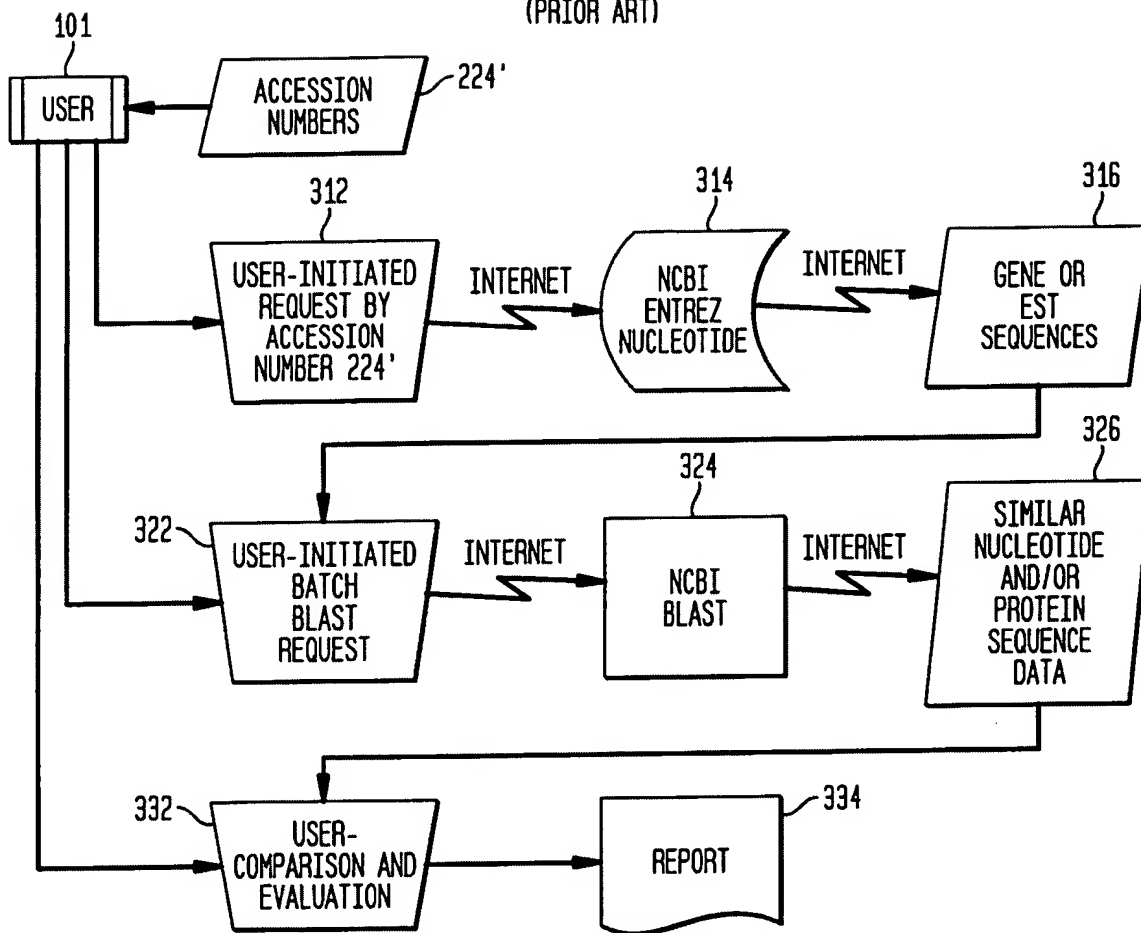 (PRIOR ART)
101
USER
ACCESSION
NUMBERS
224'
312
USER-INITIATED
REQUEST BY
ACCESSION
NUMBER 224'
INTERNET
314
NCBI
ENTREZ
NUCLEOTIDE
INTERNET
316
GENE OR
EST
SEQUENCES
322
USER-INITIATED
BATCH
BLAST
REQUEST
INTERNET
324
NCBI
BLAST
INTERNET
326
SIMILAR
NUCLEOTIDE
AND/OR
PROTEIN
SEQUENCE
DATA
332
USER-
COMPARISON AND
EVALUATION
334
REPORT